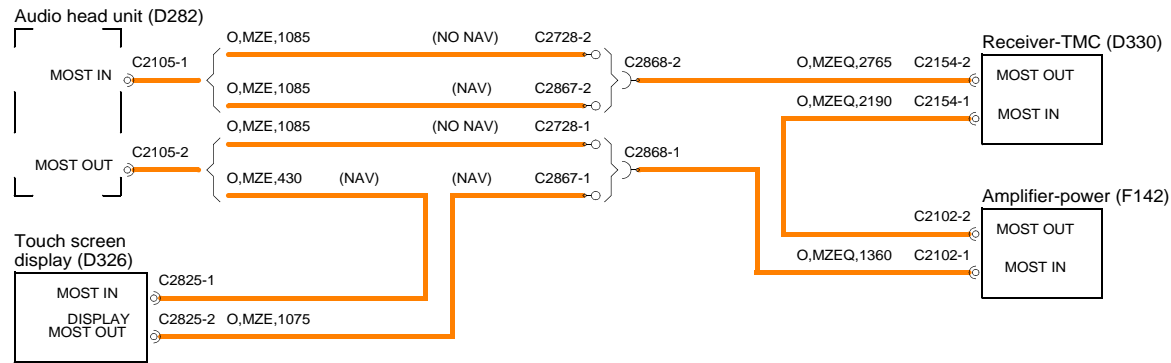 Audio head unit (D282)
MOST IN
C2105-1
O,MZE,1085 (NO NAV) C2728-2
O,MZE,1085 (NAV) C2867-2
C2868-2
O,MZEQ,2765 C2154-2
Receiver-TMC (D330)
MOST OUT
O,MZEQ,2190 C2154-1
MOST IN
MOST OUT
C2105-2
O,MZE,1085 (NO NAV) C2728-1
O,MZE,430 (NAV) (NAV) C2867-1
C2868-1
Amplifier-power (F142)
C2102-2
MOST OUT
O,MZEQ,1360 C2102-1
MOST IN
Touch screen
display (D326)
MOST IN
C2825-1
DISPLAY
MOST OUT
C2825-2 O,MZE,1075